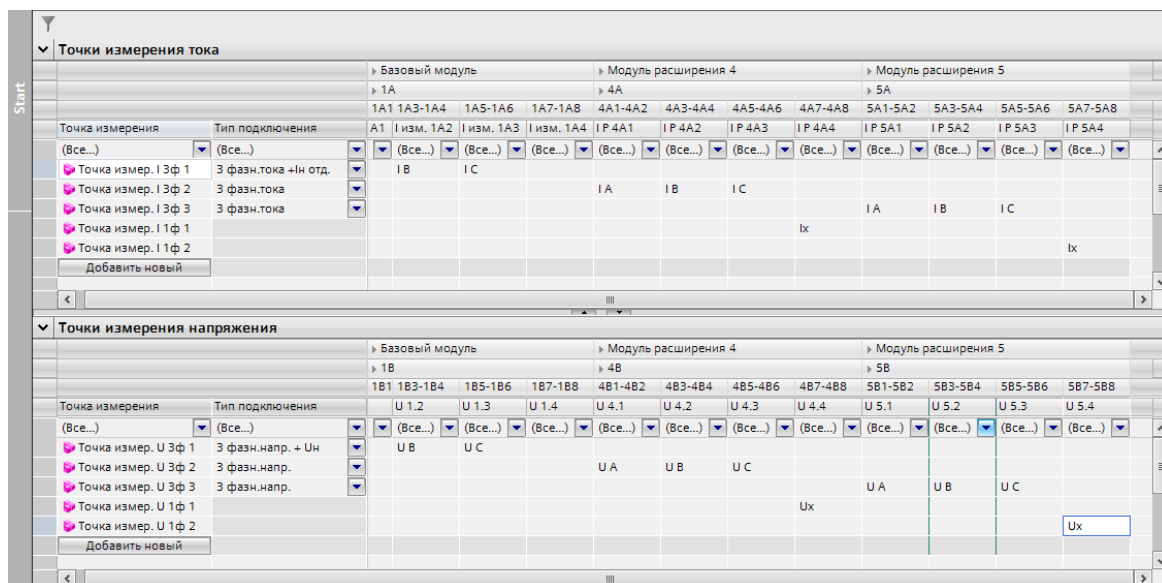 Start
Точки измерения тока
Базовый модуль Модуль расширения 4 Модуль расширения 5
1A 4A 5A
1A1 1A3-1A4 1A5-1A6 1A7-1A8 4A1-4A2 4A3-4A4 4A5-4A6 4A7-4A8 5A1-5A2 5A3-5A4 5A5-5A6 5A7-5A8
Точка измерения Тип подключения A1 I изм. 1A2 I изм. 1A3 I изм. 1A4 I P 4A1 I P 4A2 I P 4A3 I P 4A4 I P 5A1 I P 5A2 I P 5A3 I P 5A4
(Все...) (Все...) (Все...) (Все...) (Все...) (Все...) (Все...) (Все...) (Все...) (Все...) (Все...) (Все...) (Все...)
Точка измер. I 3ф 1 3 фазн.тока +Iн отд. I B I C
Точка измер. I 3ф 2 3 фазн.тока I A I B I C
Точка измер. I 3ф 3 3 фазн.тока I A I B I C
Точка измер. I 1ф 1 Ix
Точка измер. I 1ф 2 Ix
Добавить новый
Точки измерения напряжения
Базовый модуль Модуль расширения 4 Модуль расширения 5
1B 4B 5B
1B1 1B3-1B4 1B5-1B6 1B7-1B8 4B1-4B2 4B3-4B4 4B5-4B6 4B7-4B8 5B1-5B2 5B3-5B4 5B5-5B6 5B7-5B8
Точка измерения Тип подключения U 1.2 U 1.3 U 1.4 U 4.1 U 4.2 U 4.3 U 4.4 U 5.1 U 5.2 U 5.3 U 5.4
(Все...) (Все...) (Все...) (Все...) (Все...) (Все...) (Все...) (Все...) (Все...) (Все...) (Все...) (Все...) (Все...)
Точка измер. U 3ф 1 3 фазн.напр. + Uн U B U C
Точка измер. U 3ф 2 3 фазн.напр. U A U B U C
Точка измер. U 3ф 3 3 фазн.напр. U A U B U C
Точка измер. U 1ф 1 Ux
Точка измер. U 1ф 2 Ux
Добавить новый